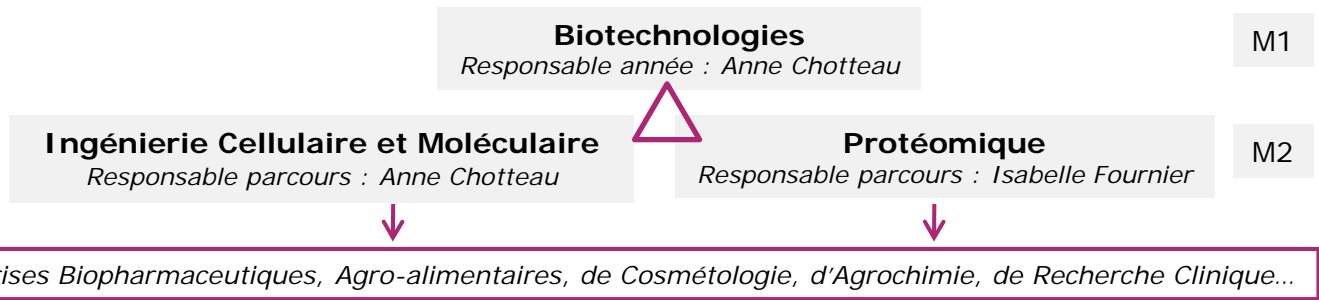 Biotechnologies
Responsable année : Anne Chotteau
M1
Ingénierie Cellulaire et Moléculaire
Responsable parcours : Anne Chotteau
Protéomique
Responsable parcours : Isabelle Fournier
M2
Biopharmaceutiques, Agro-alimentaires, de Cosmétologie, d'Agrochimie, de Recherche Clinique...